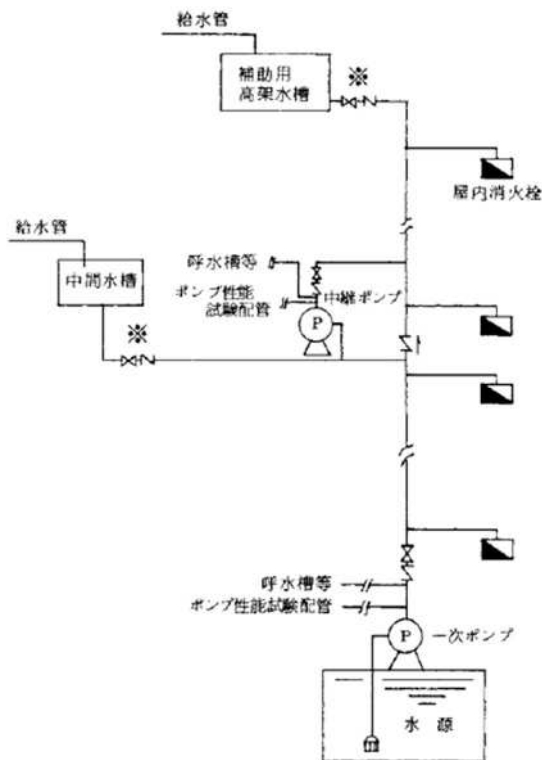 給水管
補助用
高架水槽
※
屋内消火栓
給水管
中間水槽
※
呼水槽等
ポンプ性能
試験配管
中継ポンプ
P
呼水槽等
ポンプ性能試験配管
P
一次ポンプ
水源